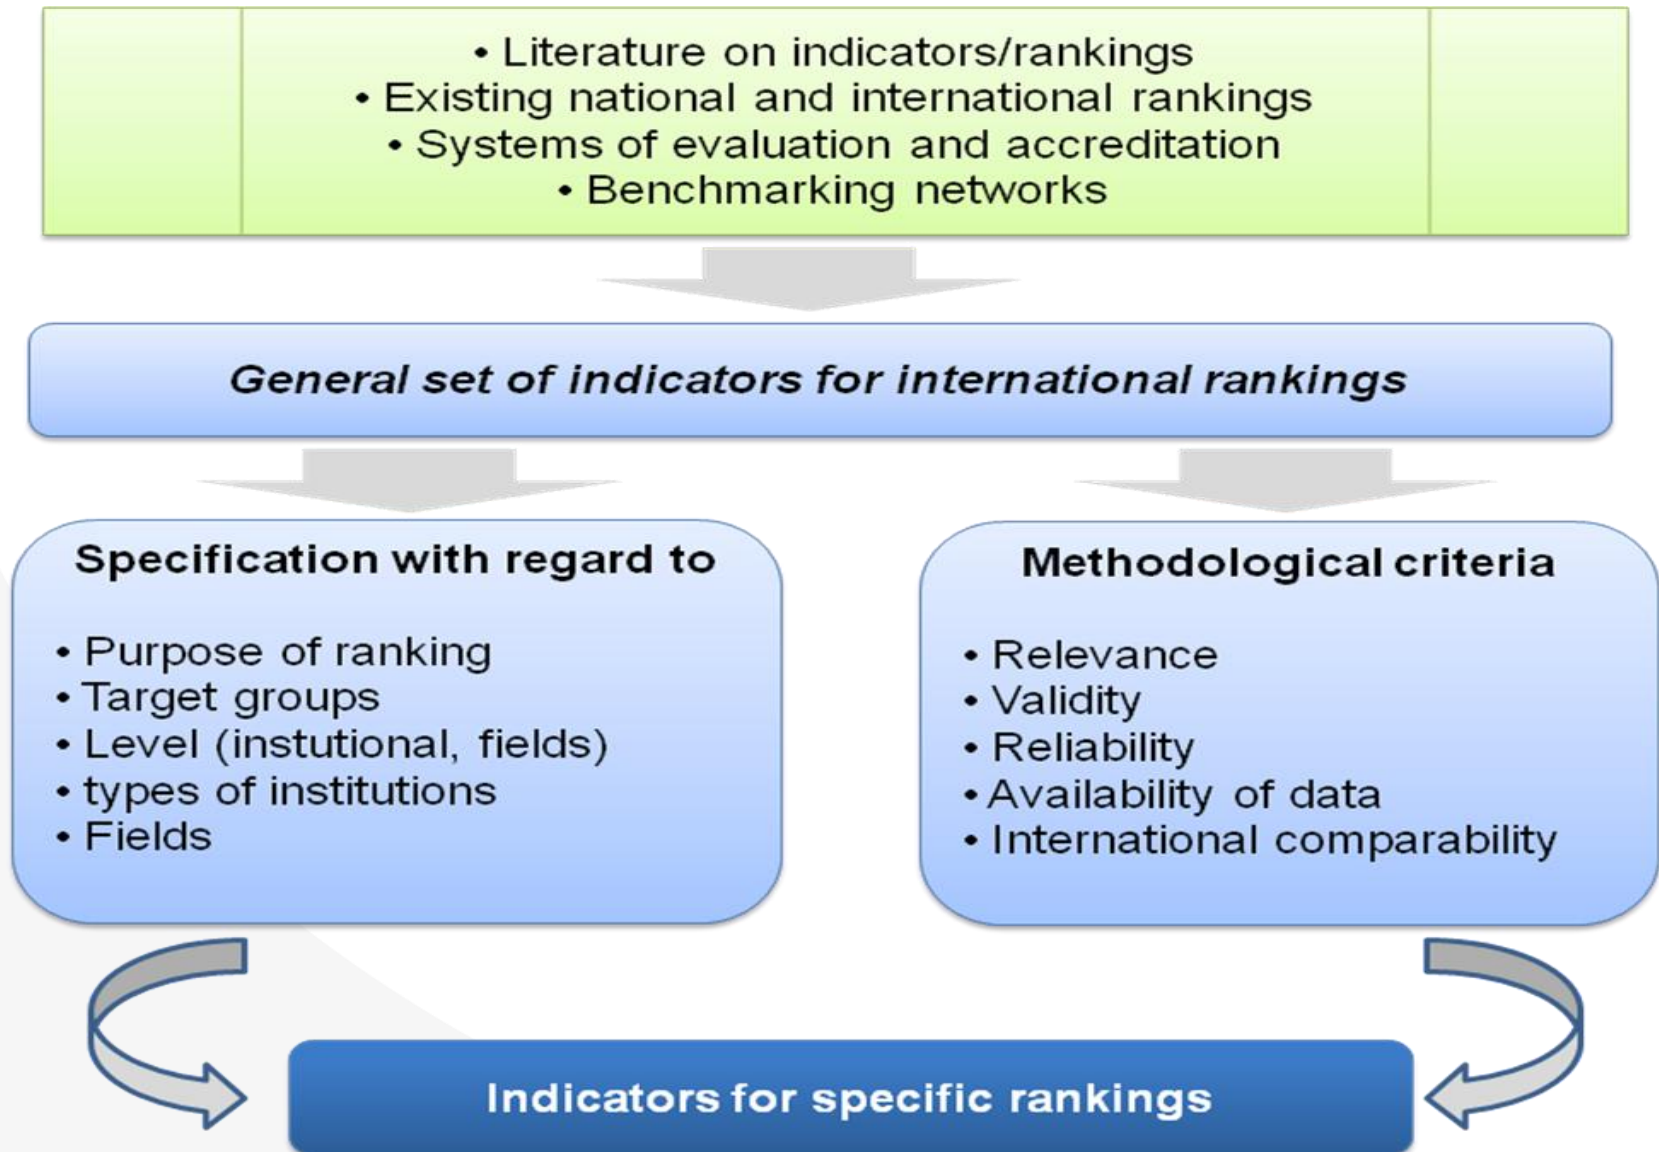 • Literature on indicators/rankings
• Existing national and international rankings
• Systems of evaluation and accreditation
• Benchmarking networks
General set of indicators for international rankings
Specification with regard to
• Purpose of ranking
• Target groups
• Level (instutional, fields)
• types of institutions
• Fields
Methodological criteria
• Relevance
• Validity
• Reliability
• Availability of data
• International comparability
Indicators for specific rankings